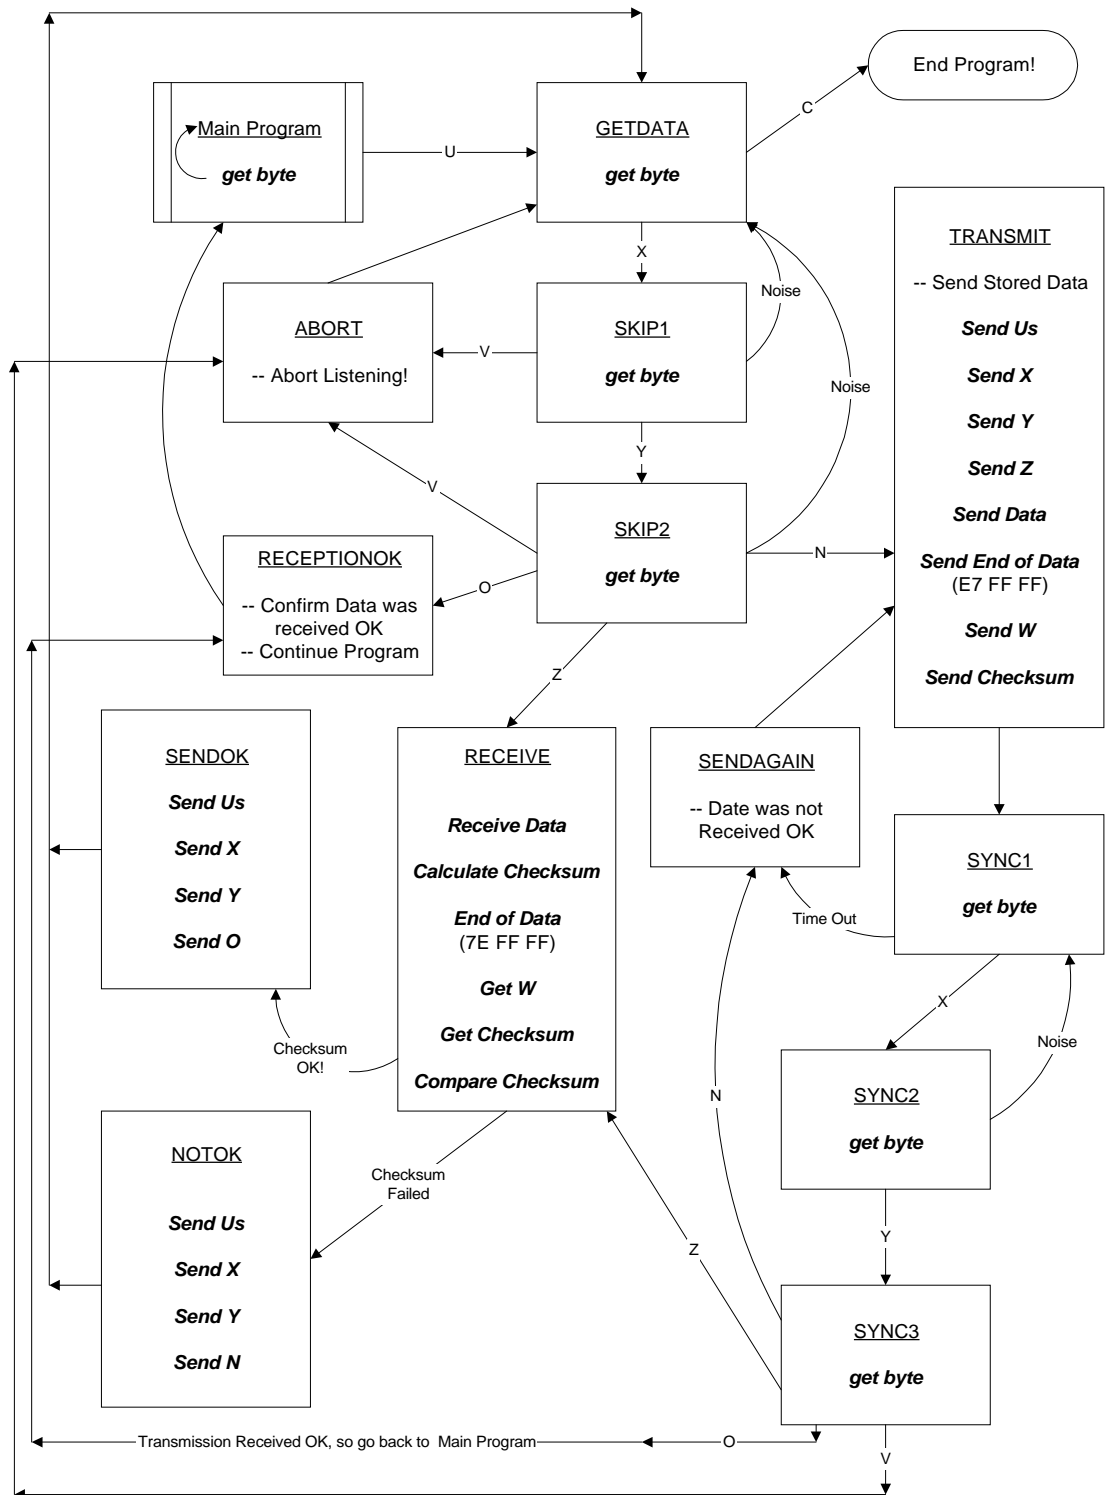 End Program!
C
Main Program
get byte
U
GETDATA
get byte
X
Noise
TRANSMIT
-- Send Stored Data
Send Us
Send X
Send Y
Send Z
Send Data
Send End of Data
(E7 FF FF)
Send W
Send Checksum
ABORT
-- Abort Listening!
V
SKIP1
get byte
Noise
Y
V
SKIP2
get byte
N
O
RECEPTIONOK
-- Confirm Data was
received OK
-- Continue Program
Z
SENDOK
Send Us
Send X
Send Y
Send O
RECEIVE
Receive Data
Calculate Checksum
End of Data
(7E FF FF)
Get W
Get Checksum
Compare Checksum
SENDAGAIN
-- Date was not
Received OK
SYNC1
get byte
Time Out
X
Noise
Checksum
OK!
SYNC2
get byte
N
NOTOK
Send Us
Send X
Send Y
Send N
Checksum
Failed
Z
Y
SYNC3
get byte
Transmission Received OK, so go back to Main Program
O
V